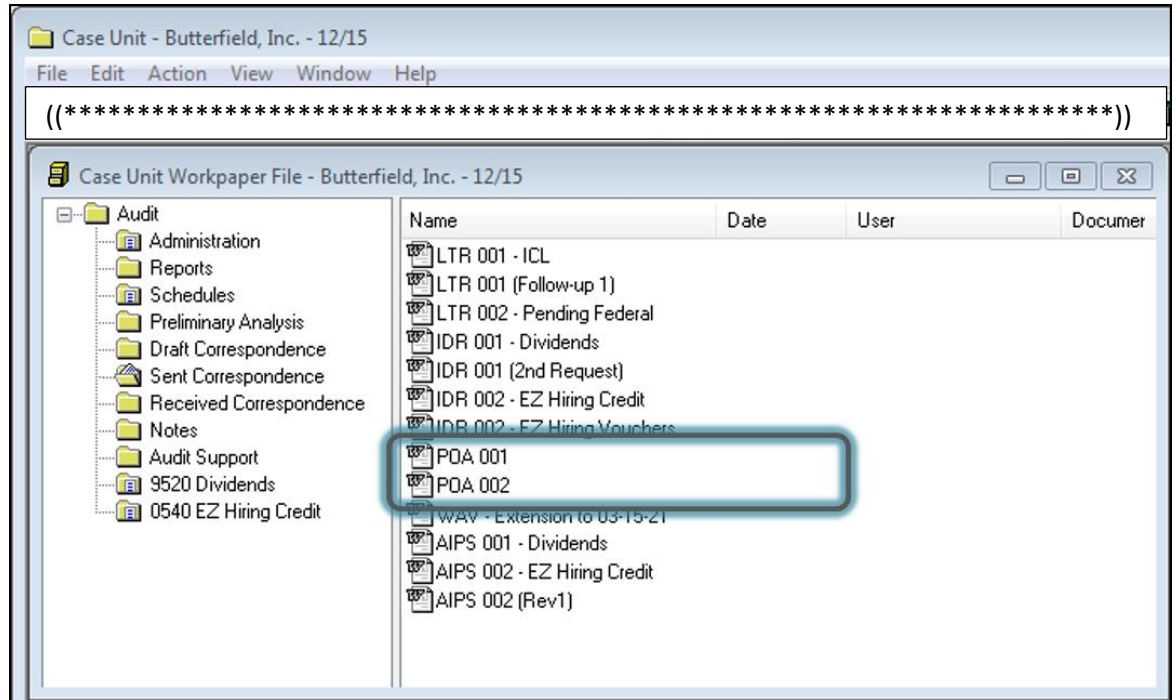 Case Unit - Butterfield, Inc. - 12/15
File Edit Action View Window Help
((************************************************************************))
Case Unit Workpaper File - Butterfield, Inc. - 12/15
Audit
Administration
Reports
Schedules
Preliminary Analysis
Draft Correspondence
Sent Correspondence
Received Correspondence
Notes
Audit Support
9520 Dividends
0540 EZ Hiring Credit
Name Date User Documer
LTR 001 - ICL
LTR 001 (Follow-up 1)
LTR 002 - Pending Federal
IDR 001 - Dividends
IDR 001 (2nd Request)
IDR 002 - EZ Hiring Credit
IDR 002 - EZ Hiring Vouchers
POA 001
POA 002
WAV - Extension to 03-15-21
AIPS 001 - Dividends
AIPS 002 - EZ Hiring Credit
AIPS 002 (Rev1)